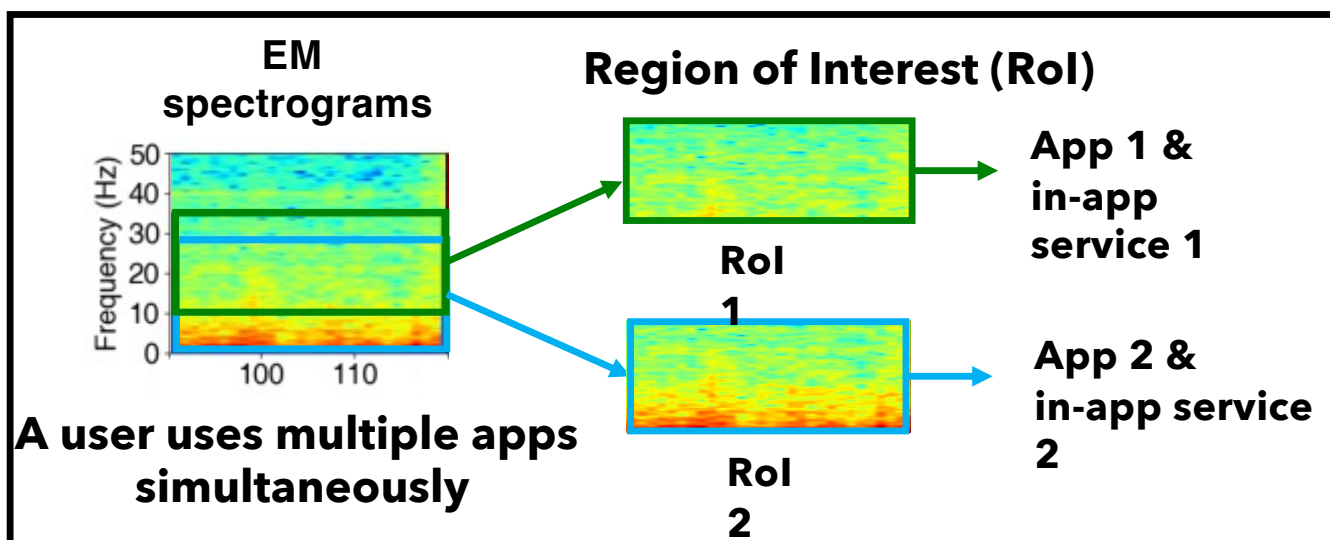 EM
spectrograms
Region of Interest (RoI)
Frequency (Hz)
50
40
30
20
10
0
100 110
A user uses multiple apps
simultaneously
RoI
1
App 1 &
in-app
service 1
RoI
2
App 2 &
in-app service
2